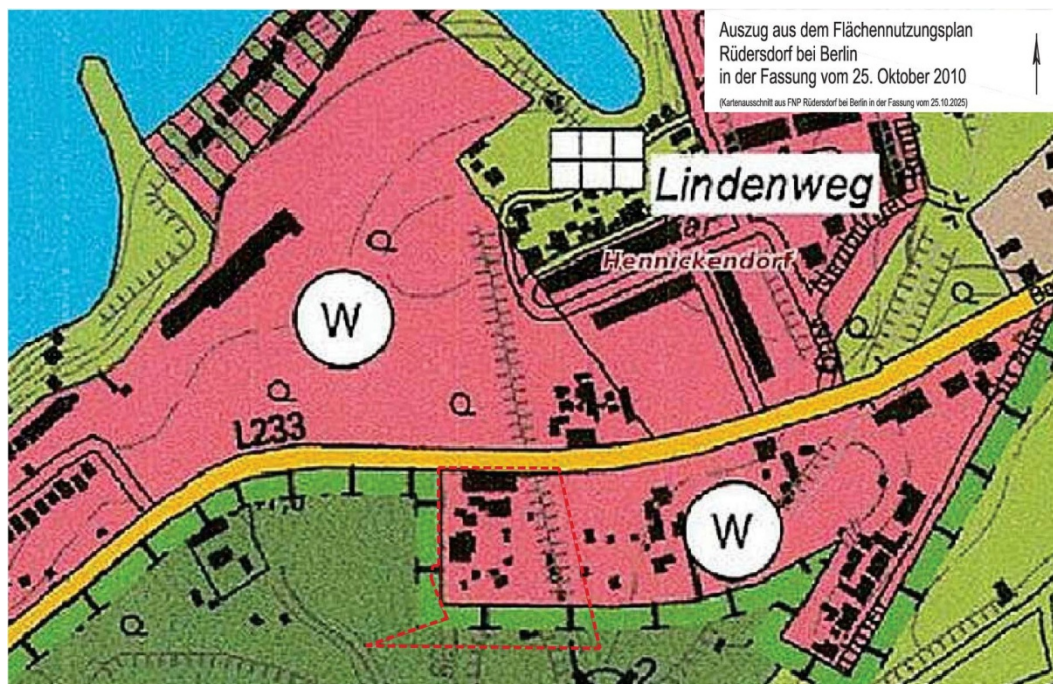 Auszug aus dem Flächennutzungsplan
Rüdersdorf bei Berlin
in der Fassung vom 25. Oktober 2010
(Kartenausschnitt aus FNP Rüdersdorf bei Berlin in der Fassung vom 25.10.2025)
Lindenweg
Hennickendorf
W
L233
W